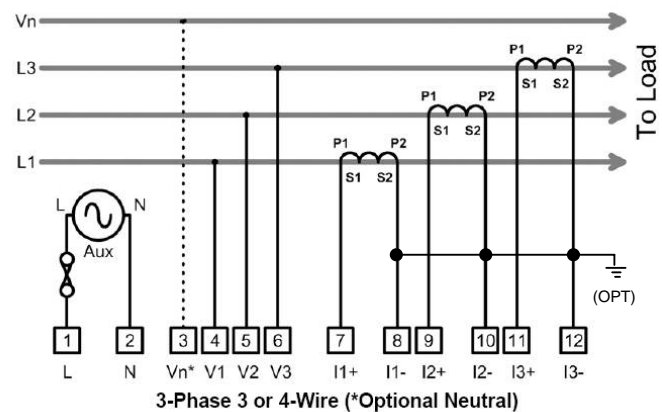 Vn
L3
L2
L1
P1 P2
S1 S2
P1 P2
S1 S2
P1 P2
S1 S2
To Load
L N
Aux
(OPT)
1 2 3 4 5 6 7 8 9 10 11 12
L N Vn* V1 V2 V3 I1+ I1- I2+ I2- I3+ I3-
3-Phase 3 or 4-Wire (*Optional Neutral)